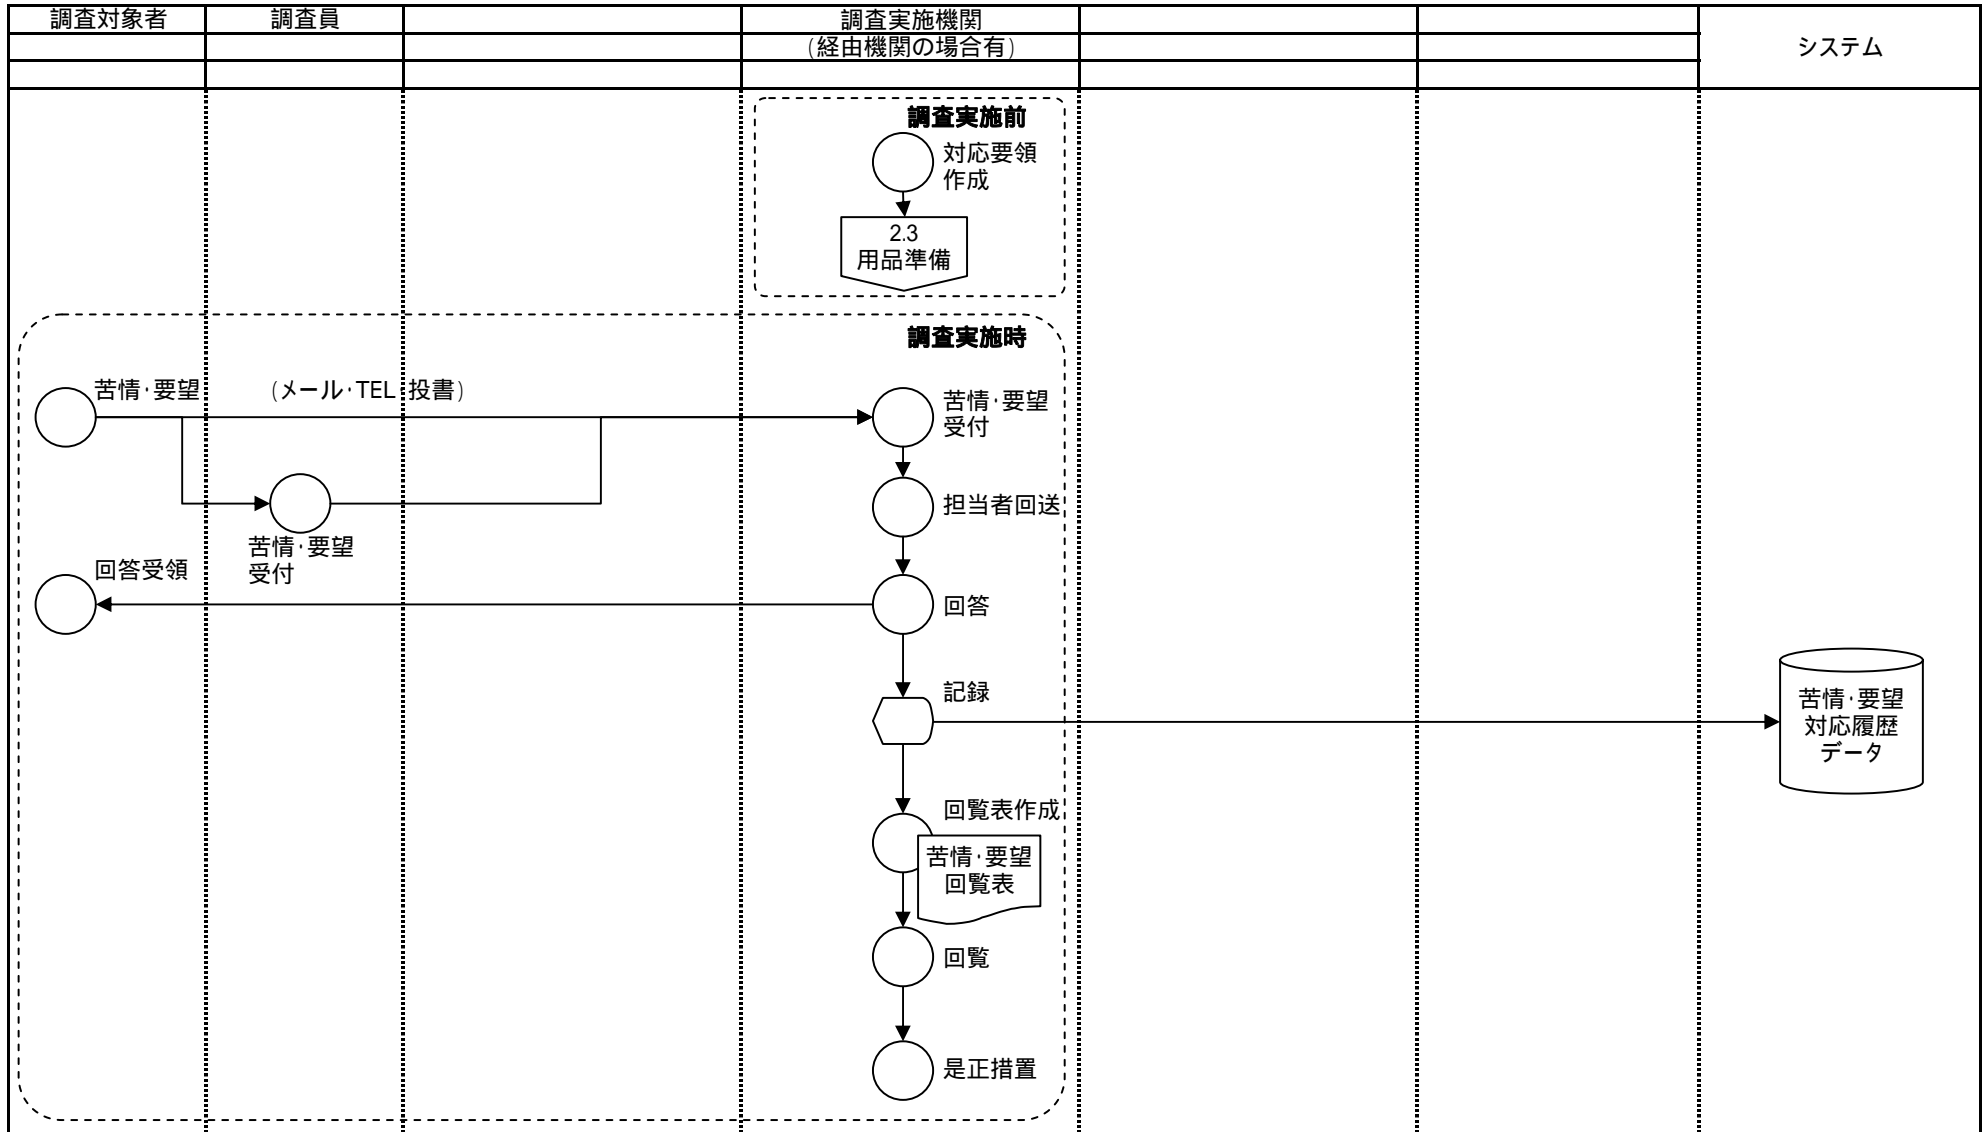 調査対象者
調査員
調査実施機関
(経由機関の場合有)
システム
調査実施前
対応要領
作成
2.3
用品準備
調査実施時
苦情・要望
(メール・TEL・投書)
苦情・要望
受付
担当者回送
苦情・要望
受付
回答受領
回答
記録
苦情・要望
対応履歴
データ
回覧表作成
苦情・要望
回覧表
回覧
是正措置